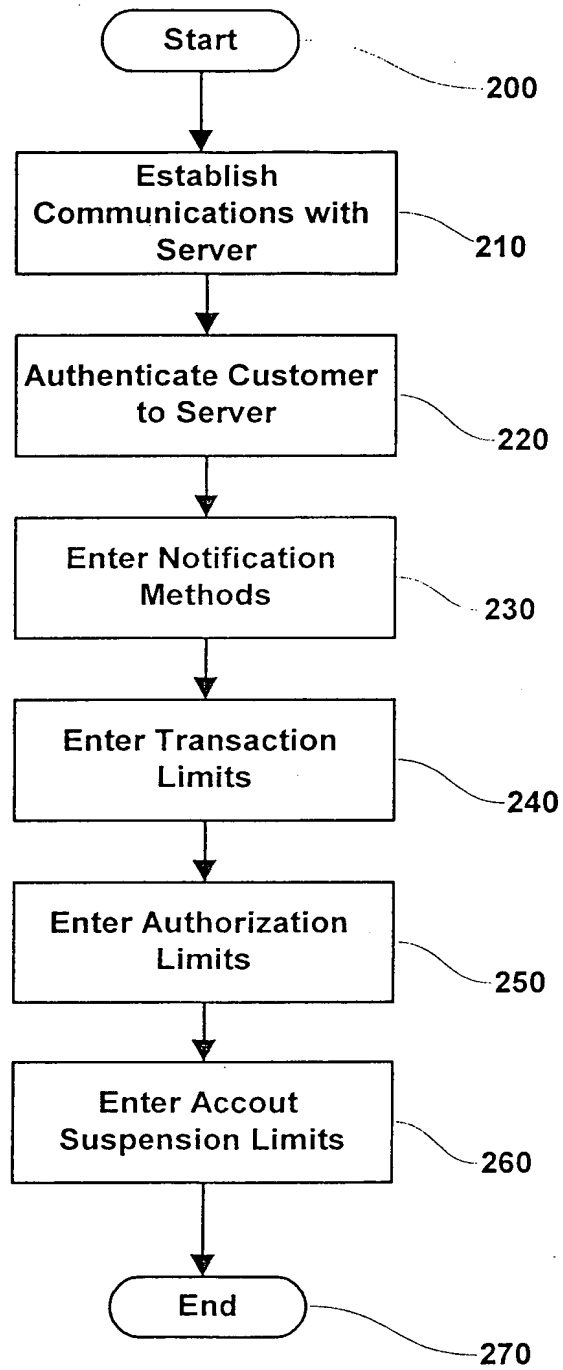 Start
200
Establish
Communications with
Server
210
Authenticate Customer
to Server
220
Enter Notification
Methods
230
Enter Transaction
Limits
240
Enter Authorization
Limits
250
Enter Accout
Suspension Limits
260
End
270